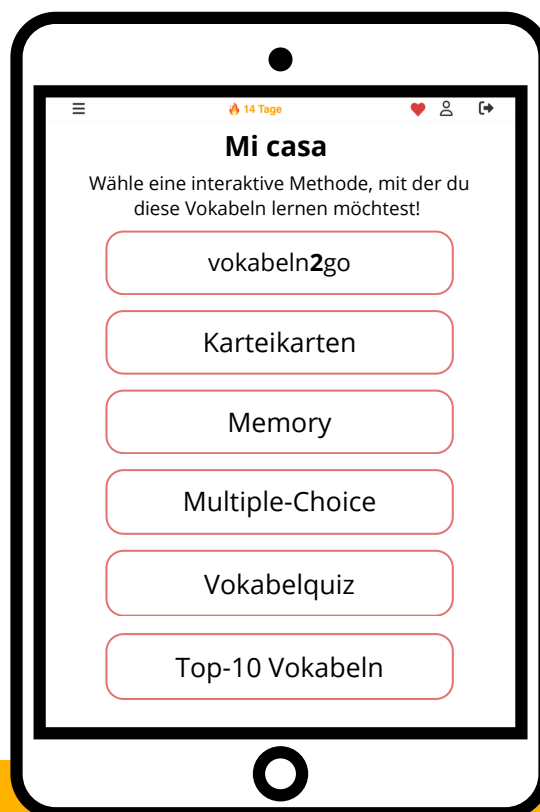 14 Tage
Mi casa
Wähle eine interaktive Methode, mit der du
diese Vokabeln lernen möchtest!
vokabeln2go
Karteikarten
Memory
Multiple-Choice
Vokabelquiz
Top-10 Vokabeln